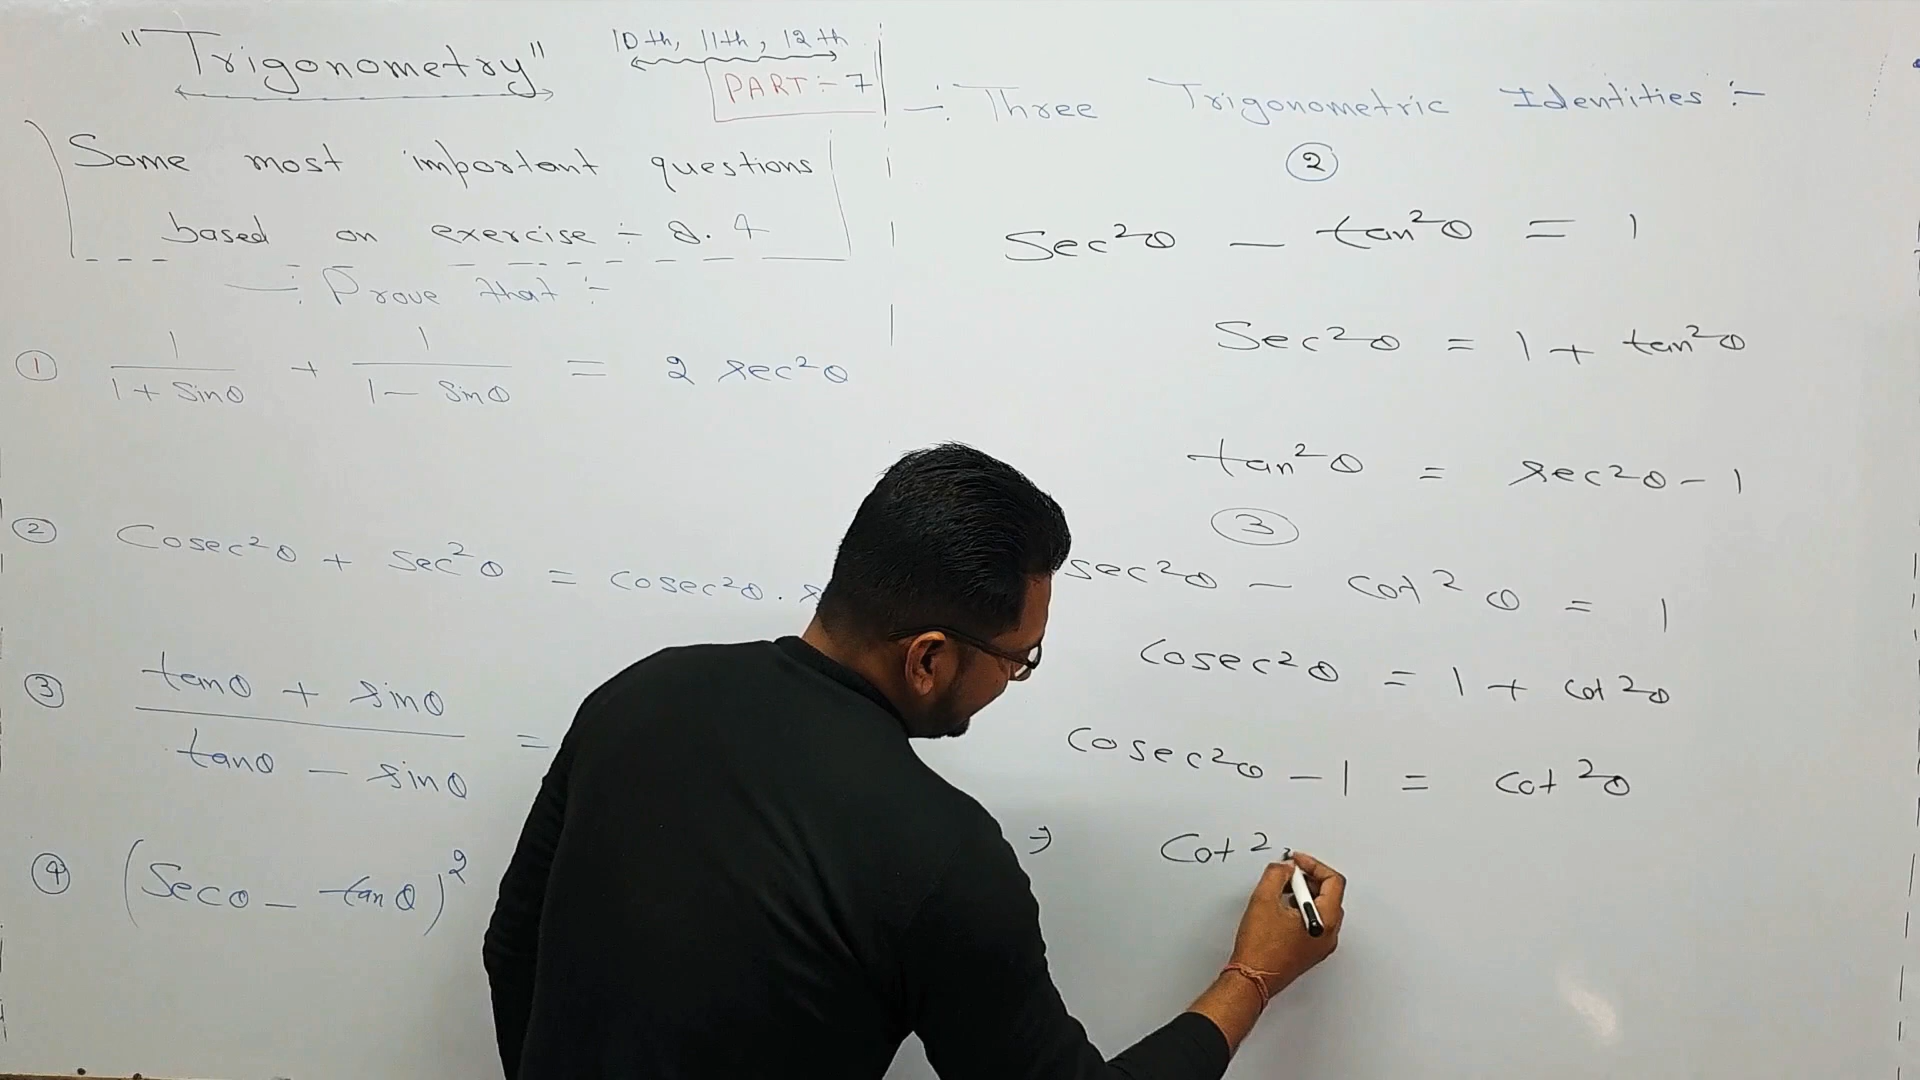 "Trigonometry"
10th, 11th, 12th
PART:- 7
Some most important questions
based on exercise :- 8.4
-: Prove that :-
① 1/(1 + Sinθ) + 1/(1 - Sinθ) = 2 sec²θ
② Cosec²θ + Sec²θ = cosec²θ .
③ (tanθ + sinθ)/(tanθ - sinθ) =
④ (Secθ - tanθ)²
-: Three Trigonometric Identities :-
②
Sec²θ - tan²θ = 1
Sec²θ = 1 + tan²θ
tan²θ = sec²θ - 1
③
sec²θ - cot²θ = 1
Cosec²θ = 1 + cot²θ
Cosec²θ - 1 = Cot²θ
⇒ Cot²